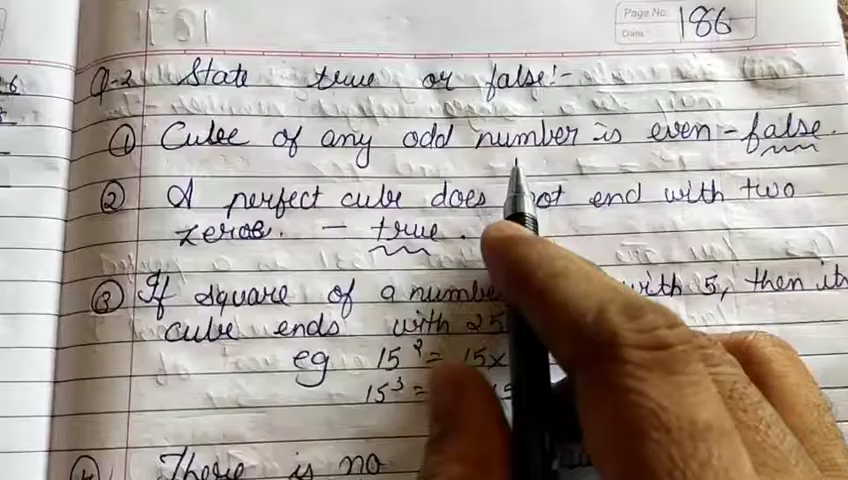 Page No. 186
Date
Q-2 State true or false:-
① Cube of any odd number is even - false.
② A perfect cube does not end with two
zeroes. - true.
③ If square of a number with 5, then its
cube ends with 25
eg 15² = 15x
15³ = 15
There is no